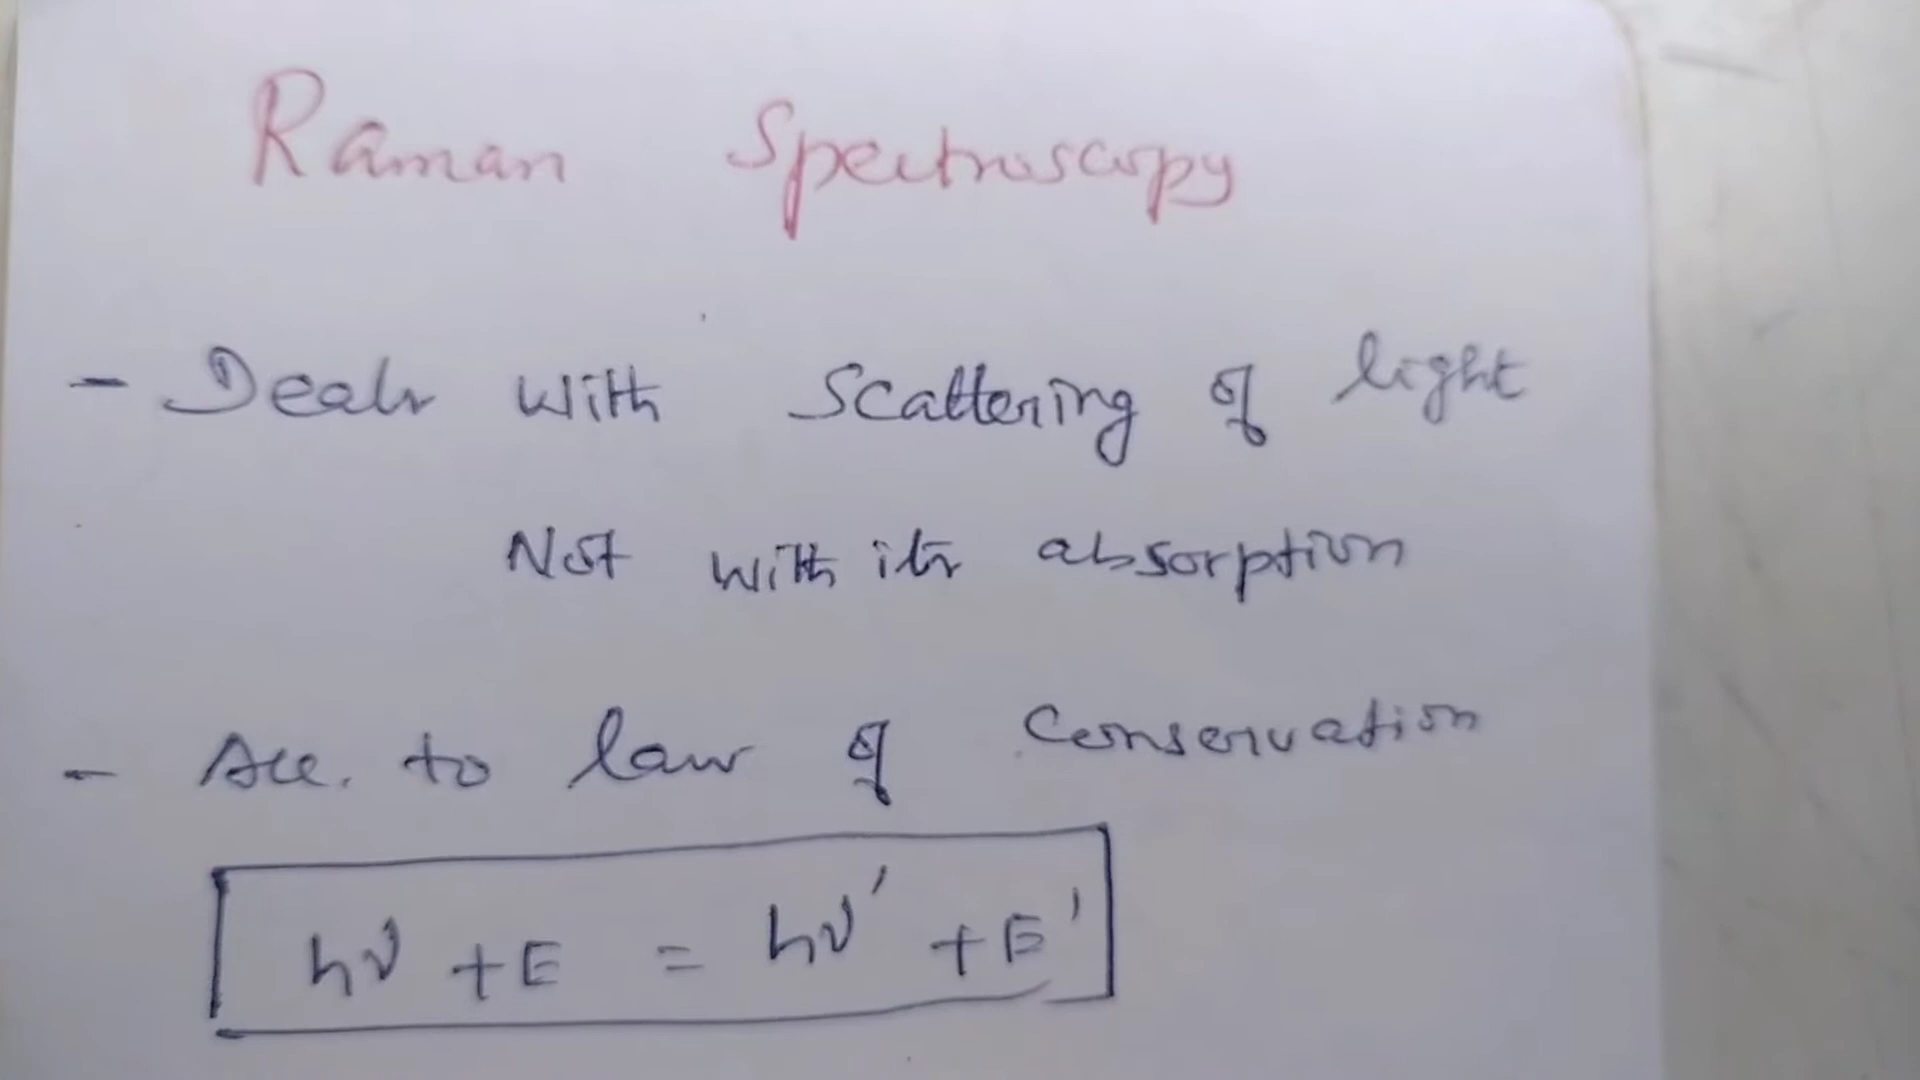 Raman Spectroscopy
- Deals with Scattering of light
Not with its absorption
- Acc. to law of Conservation
hν + E = hν' + E'